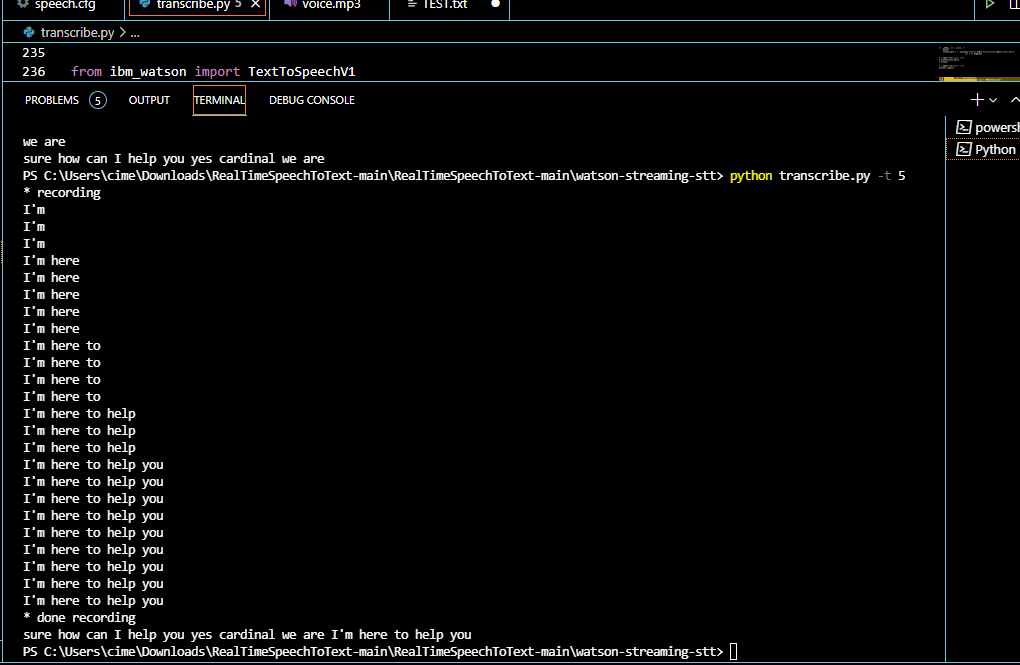 speech.cfg transcribe.py 5 voice.mp3 TEST.txt
transcribe.py > ...
235
236 from ibm_watson import TextToSpeechV1
PROBLEMS 5 OUTPUT TERMINAL DEBUG CONSOLE
powersh
Python
we are
sure how can I help you yes cardinal we are
PS C:\Users\cime\Downloads\RealTimeSpeechToText-main\RealTimeSpeechToText-main\watson-streaming-stt> python transcribe.py -t 5
* recording
I'm
I'm
I'm
I'm here
I'm here
I'm here
I'm here
I'm here
I'm here to
I'm here to
I'm here to
I'm here to
I'm here to help
I'm here to help
I'm here to help
I'm here to help you
I'm here to help you
I'm here to help you
I'm here to help you
I'm here to help you
I'm here to help you
I'm here to help you
I'm here to help you
I'm here to help you
* done recording
sure how can I help you yes cardinal we are I'm here to help you
PS C:\Users\cime\Downloads\RealTimeSpeechToText-main\RealTimeSpeechToText-main\watson-streaming-stt>